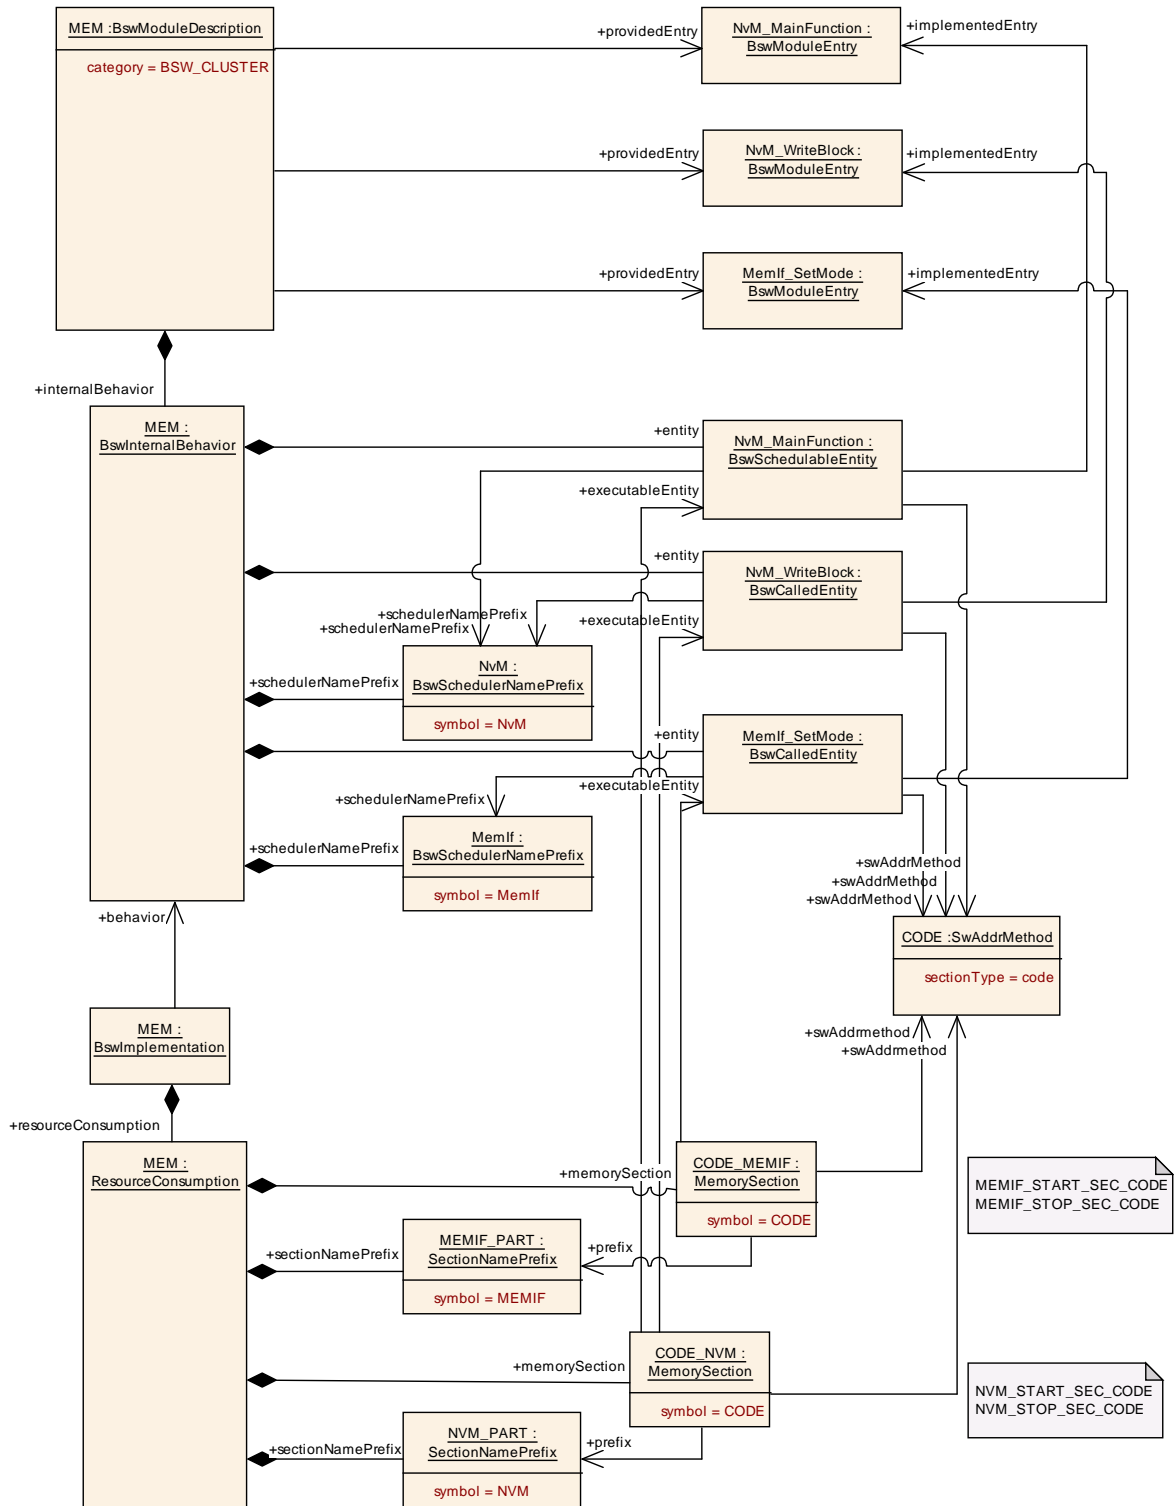 MEM :BswModuleDescription
category = BSW_CLUSTER
+providedEntry
NvM_MainFunction :
BswModuleEntry
+implementedEntry
+providedEntry
NvM_WriteBlock :
BswModuleEntry
+implementedEntry
+providedEntry
MemIf_SetMode :
BswModuleEntry
+implementedEntry
+internalBehavior
MEM :
BswInternalBehavior
+entity
NvM_MainFunction :
BswSchedulableEntity
+executableEntity
+entity
NvM_WriteBlock :
BswCalledEntity
+schedulerNamePrefix
+executableEntity
+schedulerNamePrefix
NvM :
BswSchedulerNamePrefix
symbol = NvM
+schedulerNamePrefix
+entity
MemIf_SetMode :
BswCalledEntity
+executableEntity
+schedulerNamePrefix
MemIf :
BswSchedulerNamePrefix
symbol = MemIf
+schedulerNamePrefix
+swAddrMethod
+swAddrMethod
+swAddrMethod
+behavior
CODE :SwAddrMethod
sectionType = code
MEM :
BswImplementation
+swAddrmethod
+swAddrmethod
+resourceConsumption
MEM :
ResourceConsumption
+memorySection
CODE_MEMIF :
MemorySection
symbol = CODE
MEMIF_START_SEC_CODE
MEMIF_STOP_SEC_CODE
+sectionNamePrefix
MEMIF_PART :
SectionNamePrefix
symbol = MEMIF
+prefix
+memorySection
CODE_NVM :
MemorySection
symbol = CODE
NVM_START_SEC_CODE
NVM_STOP_SEC_CODE
+sectionNamePrefix
NVM_PART :
SectionNamePrefix
symbol = NVM
+prefix